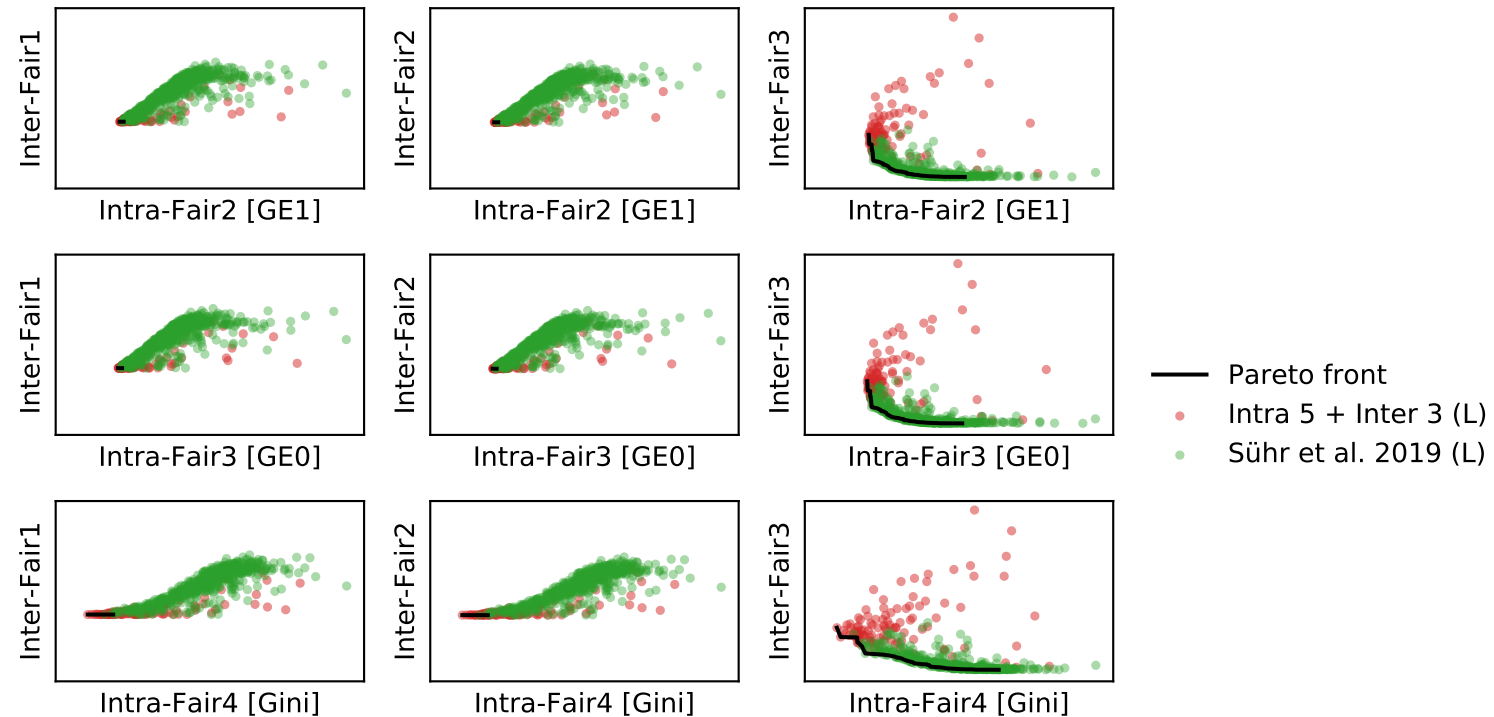 Inter-Fair1
Intra-Fair2 [GE1]
Inter-Fair2
Intra-Fair2 [GE1]
Inter-Fair3
Intra-Fair2 [GE1]
Inter-Fair1
Intra-Fair3 [GE0]
Inter-Fair2
Intra-Fair3 [GE0]
Inter-Fair3
Intra-Fair3 [GE0]
Inter-Fair1
Intra-Fair4 [Gini]
Inter-Fair2
Intra-Fair4 [Gini]
Inter-Fair3
Intra-Fair4 [Gini]
Pareto front
Intra 5 + Inter 3 (L)
Sühr et al. 2019 (L)